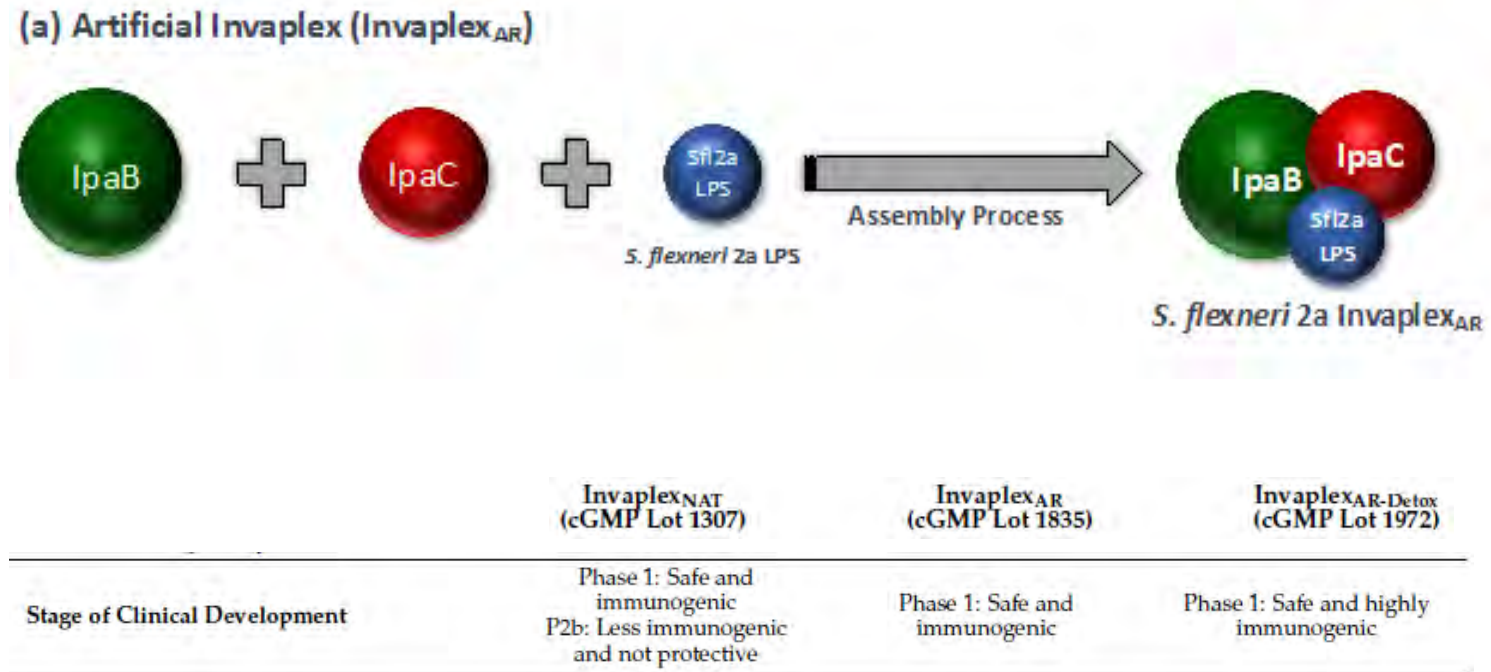 (a) Artificial Invaplex (InvaplexAR)
IpaB
IpaC
Sfl2a
LPS
S. flexneri 2a LPS
Assembly Process
IpaB
IpaC
Sfl2a
LPS
S. flexneri 2a InvaplexAR
InvaplexNAT
(cGMP Lot 1307)
InvaplexAR
(cGMP Lot 1835)
InvaplexAR-Detox
(cGMP Lot 1972)
Stage of Clinical Development
Phase 1: Safe and
immunogenic
P2b: Less immunogenic
and not protective
Phase 1: Safe and
immunogenic
Phase 1: Safe and highly
immunogenic